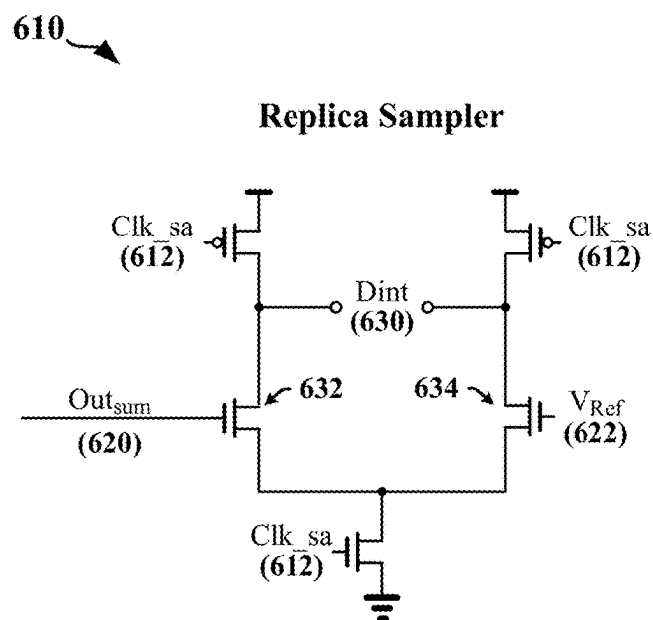 610
Replica Sampler
Clk_sa
(612)
Clk_sa
(612)
Dint
(630)
632
634
Out_sum
(620)
V_Ref
(622)
Clk_sa
(612)